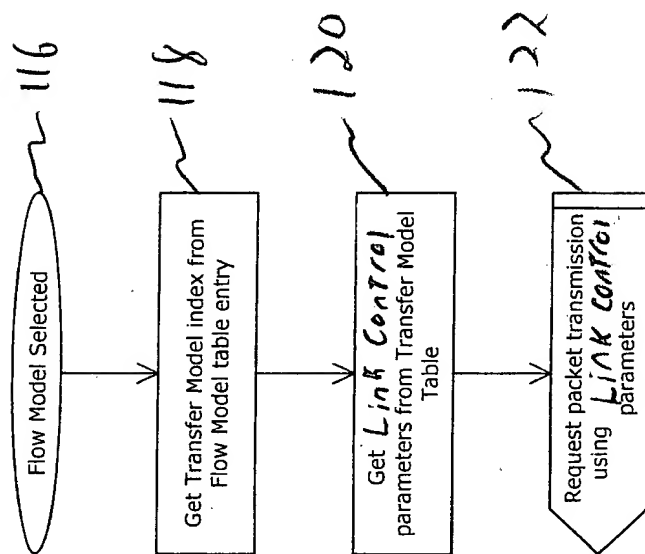 116
Flow Model Selected
118
Get Transfer Model index from
Flow Model table entry
120
Get Link Control
parameters from Transfer Model
Table
122
Request packet transmission
using Link control
parameters